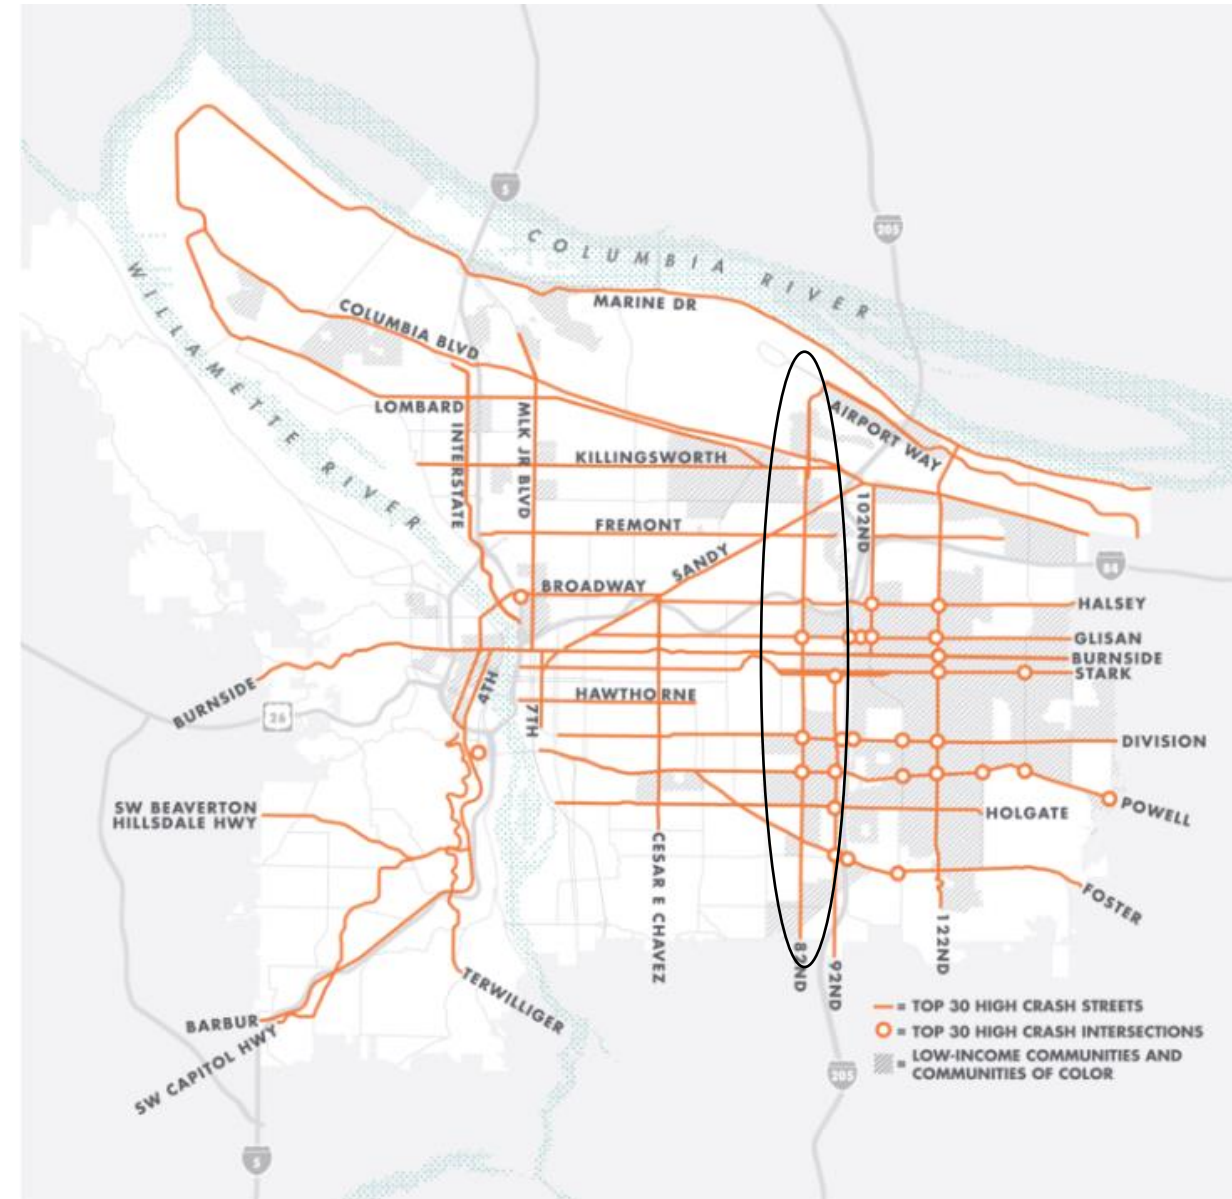 5
205
COLUMBIA RIVER
WILLAMETTE RIVER
MARINE DR
COLUMBIA BLVD
LOMBARD
INTERSTATE
MLK JR BLVD
AIRPORT WAY
KILLINGSWORTH
102ND
FREMONT
SANDY
84
BROADWAY
HALSEY
GLISAN
BURNSIDE
STARK
BURNSIDE
4TH
HAWTHORNE
26
7TH
DIVISION
SW BEAVERTON
HILLSDALE HWY
HOLGATE
POWELL
CESAR E CHAVEZ
FOSTER
82ND
92ND
122ND
TERWILLIGER
BARBUR
SW CAPITOL HWY
= TOP 30 HIGH CRASH STREETS
= TOP 30 HIGH CRASH INTERSECTIONS
= LOW-INCOME COMMUNITIES AND
COMMUNITIES OF COLOR
205
5